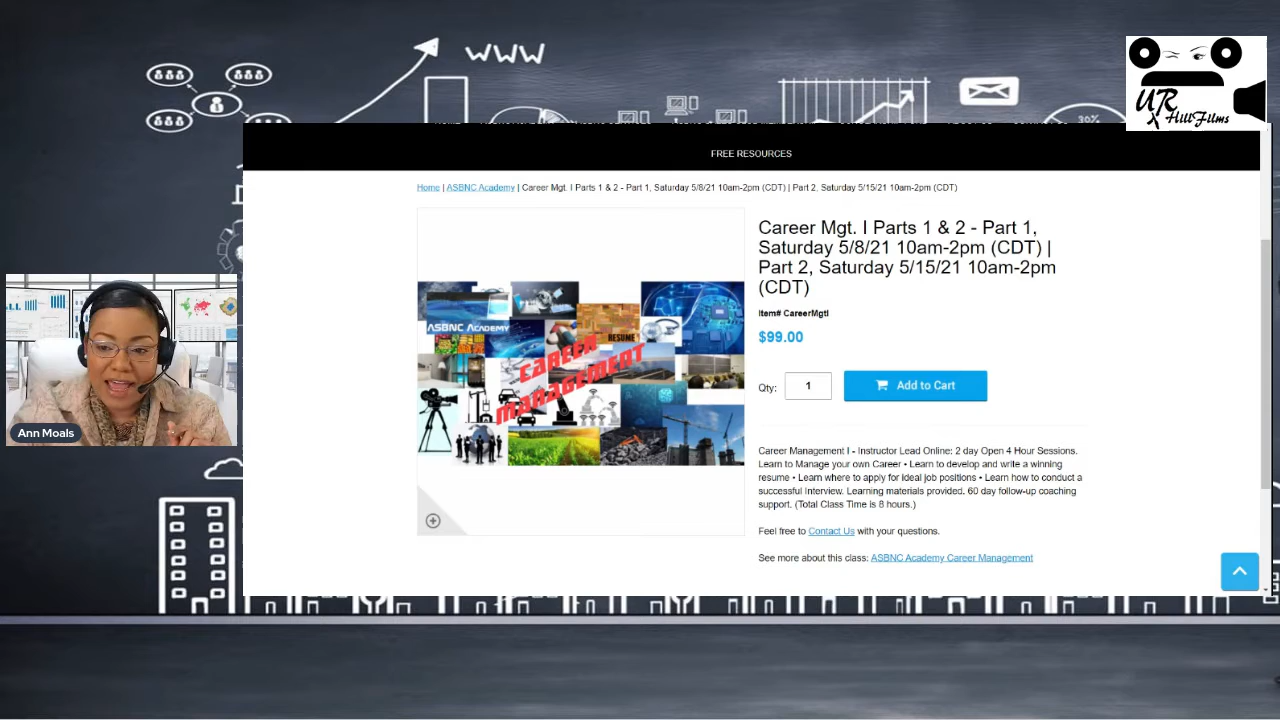 WWW
30%
UR
HillFilms
FREE RESOURCES
Home | ASBNC Academy | Career Mgt. I Parts 1 & 2 - Part 1, Saturday 5/8/21 10am-2pm (CDT) | Part 2, Saturday 5/15/21 10am-2pm (CDT)
Career Mgt. I Parts 1 & 2 - Part 1,
Saturday 5/8/21 10am-2pm (CDT) |
Part 2, Saturday 5/15/21 10am-2pm
(CDT)
Item# CareerMgtI
$99.00
Qty: 1 Add to Cart
ASBNC ACADEMY
RESUME
CAREER
MANAGEMENT
Ann Moals
Career Management I - Instructor Lead Online: 2 day Open 4 Hour Sessions.
Learn to Manage your own Career • Learn to develop and write a winning
resume • Learn where to apply for ideal job positions • Learn how to conduct a
successful Interview. Learning materials provided. 60 day follow-up coaching
support. (Total Class Time is 8 hours.)
Feel free to Contact Us with your questions.
See more about this class: ASBNC Academy Career Management